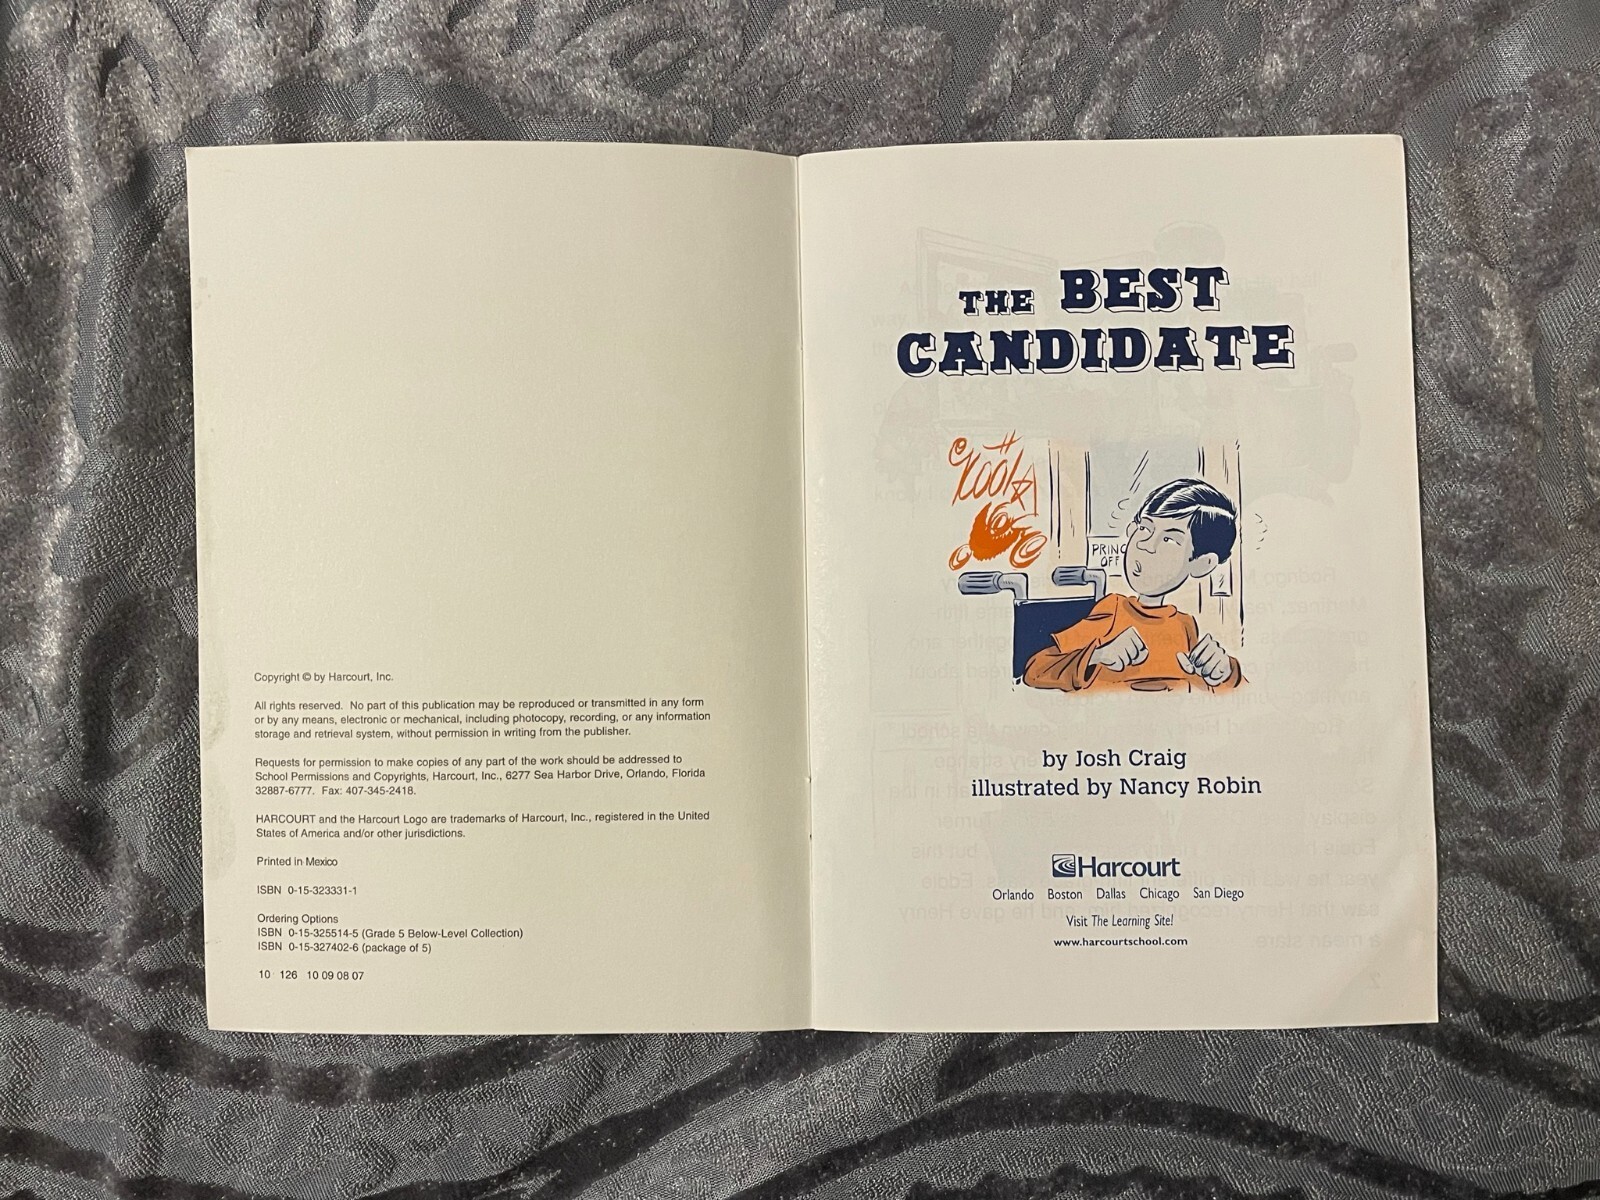 Copyright © by Harcourt, Inc.
All rights reserved. No part of this publication may be reproduced or transmitted in any form
or by any means, electronic or mechanical, including photocopy, recording, or any information
storage and retrieval system, without permission in writing from the publisher.
Requests for permission to make copies of any part of the work should be addressed to
School Permissions and Copyrights, Harcourt, Inc., 6277 Sea Harbor Drive, Orlando, Florida
32887-6777. Fax: 407-345-2418.
HARCOURT and the Harcourt Logo are trademarks of Harcourt, Inc., registered in the United
States of America and/or other jurisdictions.
Printed in Mexico
ISBN 0-15-323331-1
Ordering Options
ISBN 0-15-325514-5 (Grade 5 Below-Level Collection)
ISBN 0-15-327402-6 (package of 5)
10 126 10 09 08 07
THE BEST
CANDIDATE
PRINC
OFF
by Josh Craig
illustrated by Nancy Robin
Harcourt
Orlando Boston Dallas Chicago San Diego
Visit The Learning Site!
www.harcourtschool.com